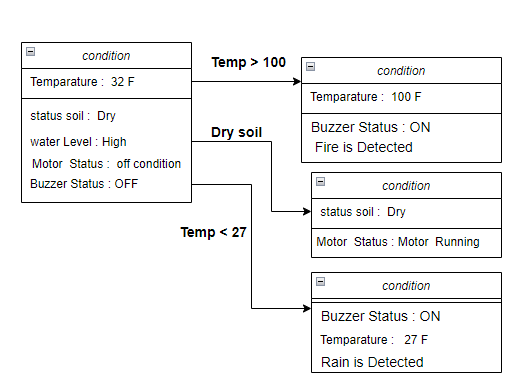 condition
Temparature : 32 F
status soil : Dry
water Level : High
Motor Status : off condition
Buzzer Status : OFF
Temp > 100
condition
Temparature : 100 F
Buzzer Status : ON
Fire is Detected
Dry soil
condition
status soil : Dry
Motor Status : Motor Running
Temp < 27
condition
Buzzer Status : ON
Temparature : 27 F
Rain is Detected